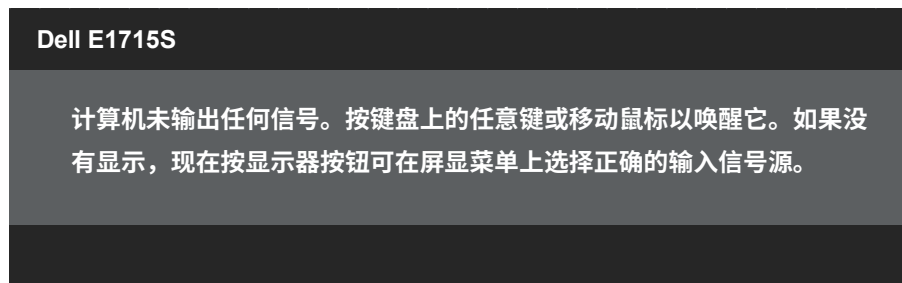 Dell E1715S
计算机未输出任何信号。按键盘上的任意键或移动鼠标以唤醒它。如果没
有显示，现在按显示器按钮可在屏显菜单上选择正确的输入信号源。